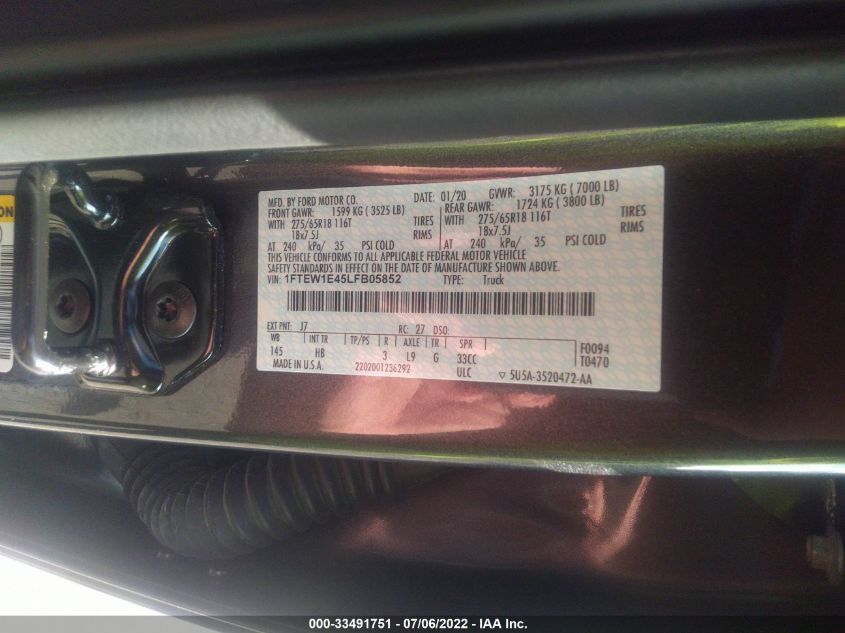 MFD. BY FORD MOTOR CO.
DATE: 01/20 GVWR: 3175 KG ( 7000 LB)
FRONT GAWR: 1599 KG ( 3525 LB)
REAR GAWR: 1724 KG ( 3800 LB)
WITH 275/65R18 116T TIRES
WITH 275/65R18 116T TIRES
18x7.5J RIMS
18x7.5J RIMS
AT 240 kPa/ 35 PSI COLD
AT 240 kPa/ 35 PSI COLD
THIS VEHICLE CONFORMS TO ALL APPLICABLE FEDERAL MOTOR VEHICLE
SAFETY STANDARDS IN EFFECT ON THE DATE OF MANUFACTURE SHOWN ABOVE.
VIN: 1FTEW1E45LFB05852 TYPE: Truck
EXT PNT: J7 RC: 27 DSO:
WB INT TR TP/PS R AXLE TR SPR
145 HB 3 L9 G 33CC
F0094
T0470
MADE IN U.S.A. 2202001236292 ULC ▽ 5U5A-3520472-AA
000-33491751 - 07/06/2022 - IAA Inc.